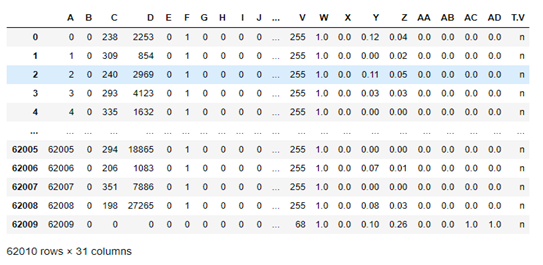 A B C D E F G H I J ... V W X Y Z AA AB AC AD T.V
0 0 0 238 2253 0 1 0 0 0 0 ... 255 1.0 0.0 0.12 0.04 0.0 0.0 0.0 0.0 n
1 1 0 309 854 0 1 0 0 0 0 ... 255 1.0 0.0 0.00 0.02 0.0 0.0 0.0 0.0 n
2 2 0 240 2969 0 1 0 0 0 0 ... 255 1.0 0.0 0.11 0.05 0.0 0.0 0.0 0.0 n
3 3 0 293 4123 0 1 0 0 0 0 ... 255 1.0 0.0 0.03 0.03 0.0 0.0 0.0 0.0 n
4 4 0 335 1632 0 1 0 0 0 0 ... 255 1.0 0.0 0.00 0.00 0.0 0.0 0.0 0.0 n
... ... ... ... ... ... ... ... ... ... ... ... ... ... ... ... ... ... ... ... ... ...
62005 62005 0 294 18865 0 1 0 0 0 0 ... 255 1.0 0.0 0.00 0.00 0.0 0.0 0.0 0.0 n
62006 62006 0 206 1083 0 1 0 0 0 0 ... 255 1.0 0.0 0.07 0.01 0.0 0.0 0.0 0.0 n
62007 62007 0 351 7886 0 1 0 0 0 0 ... 255 1.0 0.0 0.00 0.00 0.0 0.0 0.0 0.0 n
62008 62008 0 198 27265 0 1 0 0 0 0 ... 255 1.0 0.0 0.08 0.03 0.0 0.0 0.0 0.0 n
62009 62009 0 0 0 0 0 0 0 0 0 ... 68 1.0 0.0 0.10 0.26 0.0 0.0 1.0 1.0 n
62010 rows × 31 columns